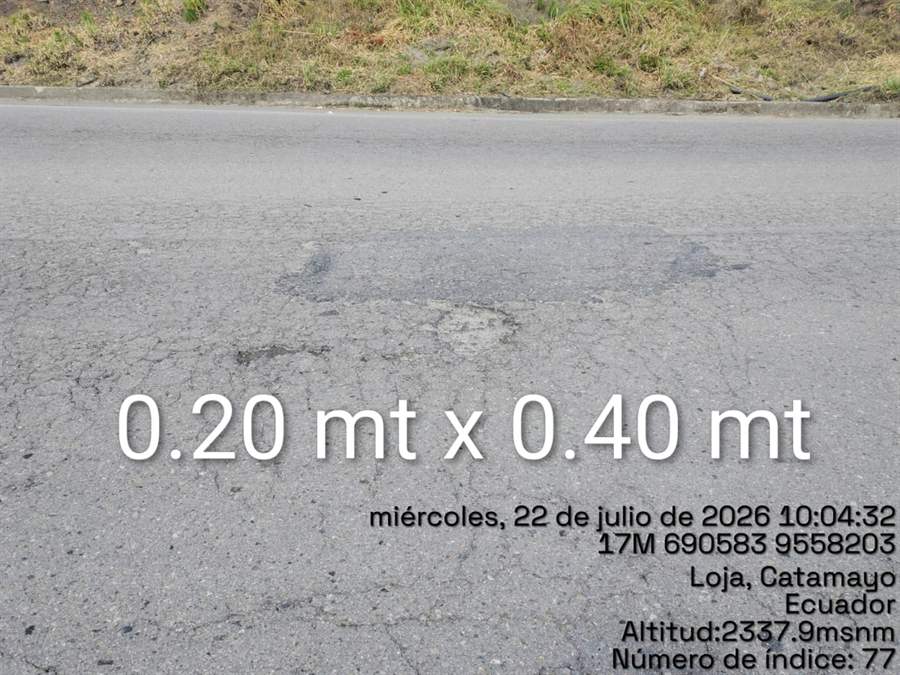 0.20 mt x 0.40 mt
miércoles, 22 de julio de 2026 10:04:32
17M 690583 9558203
Loja, Catamayo
Ecuador
Altitud:2337.9msnm
Número de índice: 77